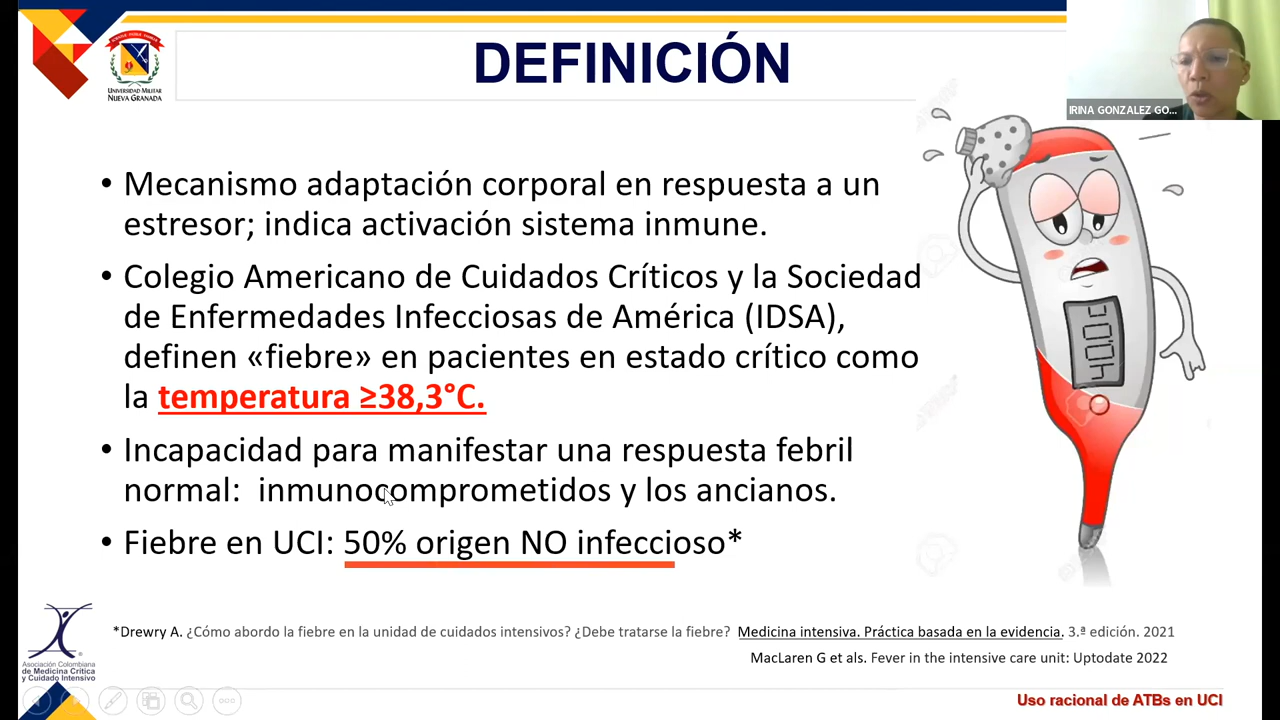 DEFINICIÓN
UNIVERSIDAD MILITAR
NUEVA GRANADA
IRINA GONZALEZ GO...
• Mecanismo adaptación corporal en respuesta a un
estresor; indica activación sistema inmune.
• Colegio Americano de Cuidados Críticos y la Sociedad
de Enfermedades Infecciosas de América (IDSA),
definen «fiebre» en pacientes en estado crítico como
la temperatura ≥38,3°C.
• Incapacidad para manifestar una respuesta febril
normal: inmunocomprometidos y los ancianos.
• Fiebre en UCI: 50% origen NO infeccioso*
40.0
*Drewry A. ¿Cómo abordo la fiebre en la unidad de cuidados intensivos? ¿Debe tratarse la fiebre? Medicina intensiva. Práctica basada en la evidencia. 3.ª edición. 2021
MacLaren G et als. Fever in the intensive care unit: Uptodate 2022
Asociación Colombiana
de Medicina Crítica
y Cuidado Intensivo
Uso racional de ATBs en UCI